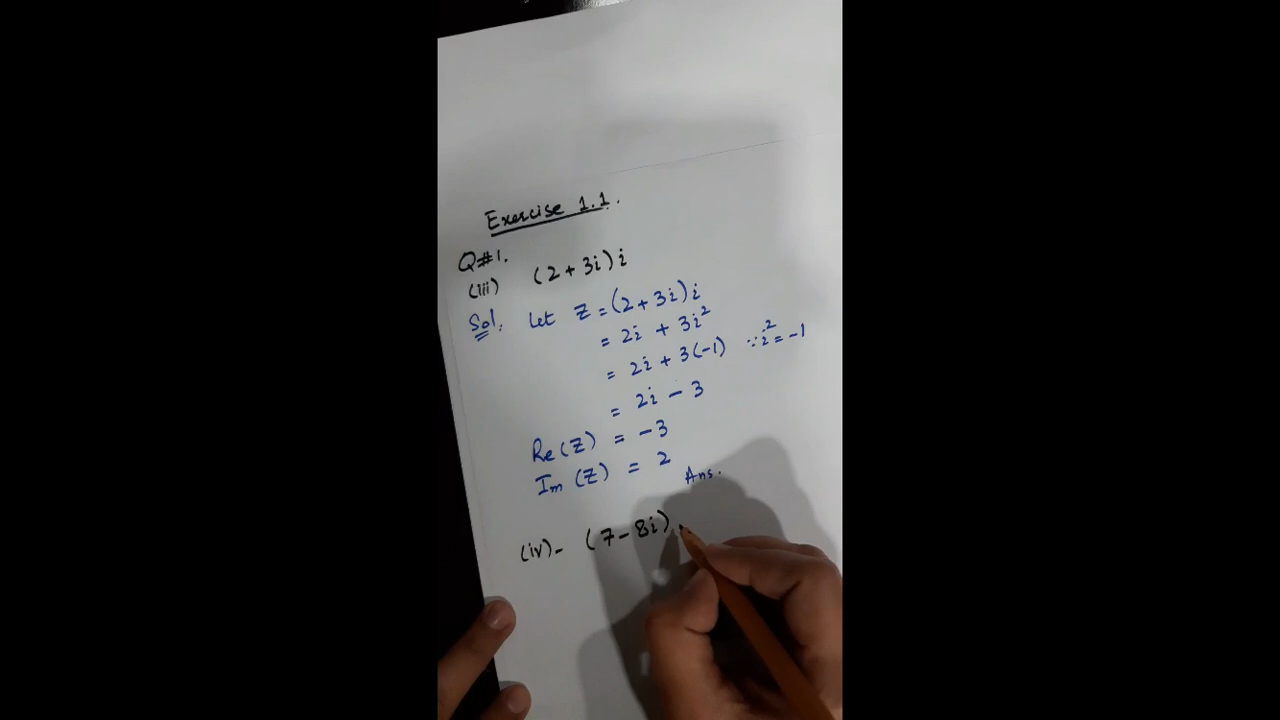 Exercise 1.1.
Q#1.
(iii) (2 + 3i) i
Sol. Let Z = (2 + 3i) i
= 2i + 3i²
= 2i + 3(-1) ∵ i² = -1
= 2i - 3
Re(Z) = -3
Im (Z) = 2
Ans.
(iv)- (7 - 8i)